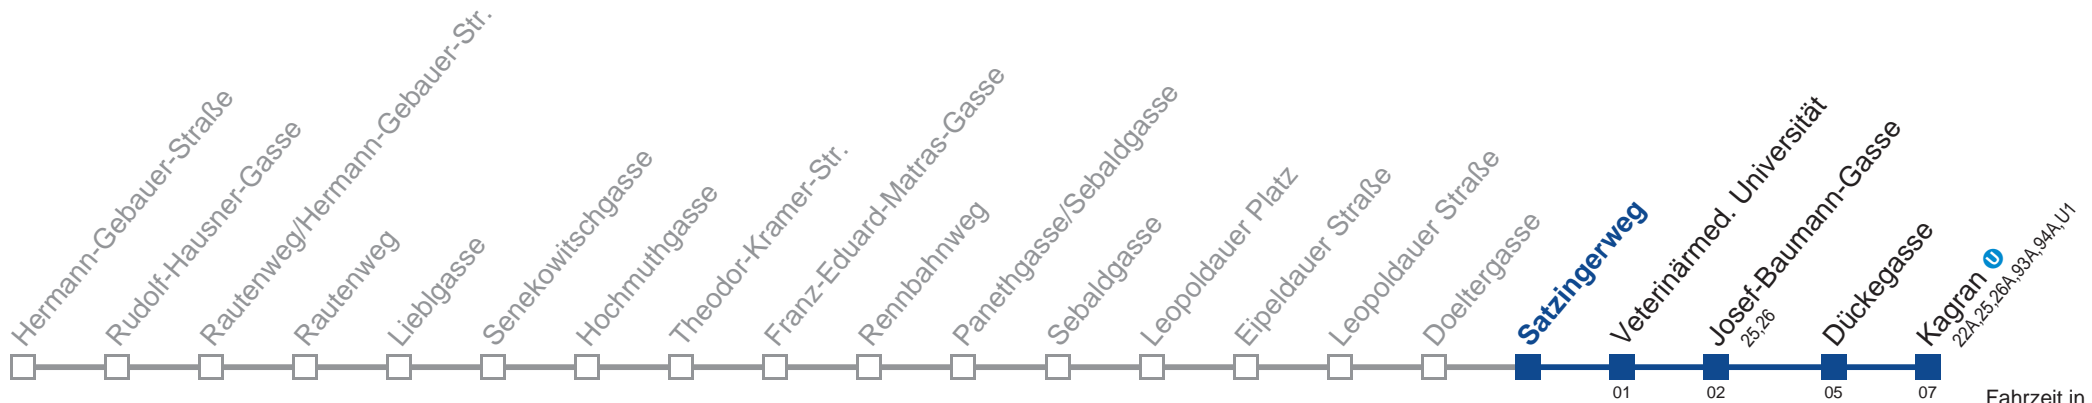 Hermann-Gebauer-Straße
Rudolf-Hausner-Gasse
Rautenweg/Hermann-Gebauer-Str.
Rautenweg
Lieblgasse
Senekowitschgasse
Hochmuthgasse
Theodor-Kramer-Str.
Franz-Eduard-Matras-Gasse
Rennbahnweg
Panethgasse/Sebaldgasse
Sebaldgasse
Leopoldauer Platz
Eipeldauer Straße
Leopoldauer Straße
Doeltergasse
Satzingerweg
Veterinärmed. Universität
Josef-Baumann-Gasse
25,26
Dückegasse
Kagran U
22A,25,26A,93A,94A,U1
01
02
05
07
Fahrzeit in